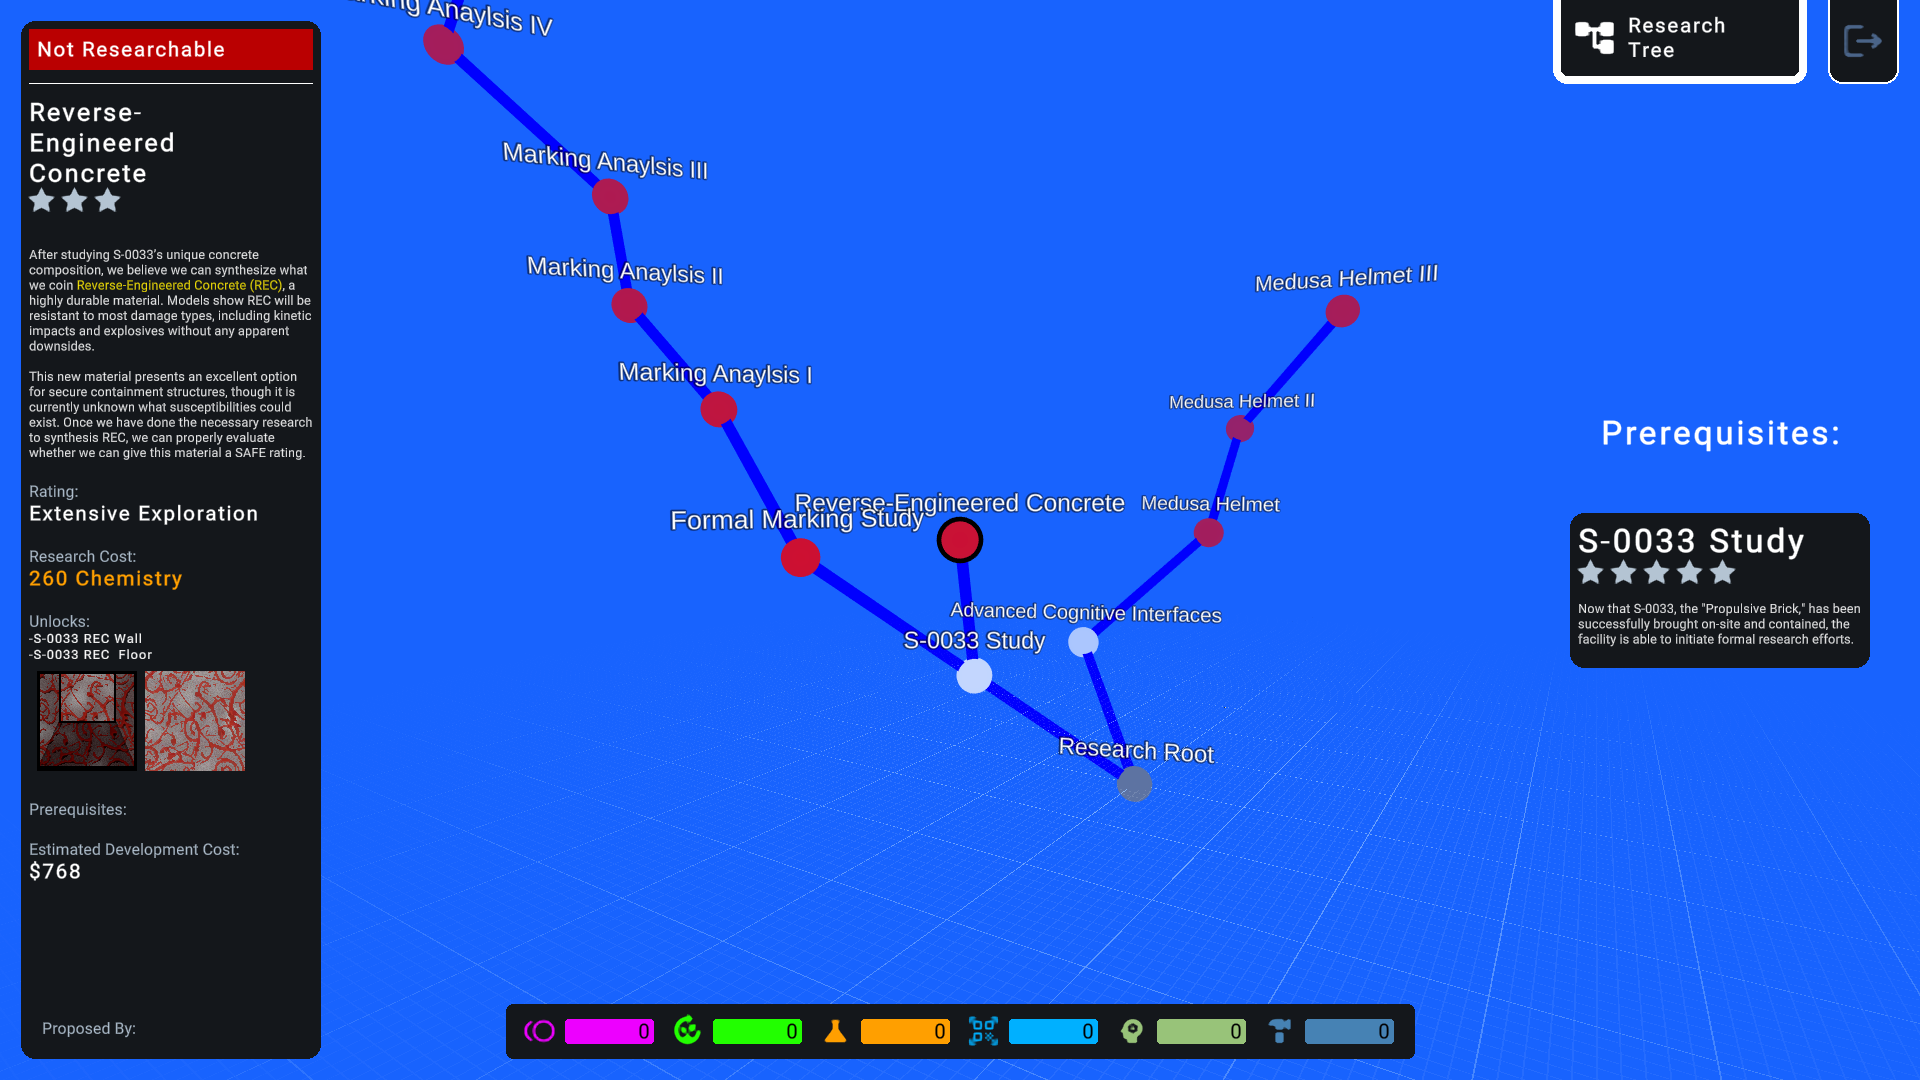 Not Researchable
Reverse-
Engineered
Concrete
After studying S-0033's unique concrete
composition, we believe we can synthesize what
we coin Reverse-Engineered Concrete (REC), a
highly durable material. Models show REC will be
resistant to most damage types, including kinetic
impacts and explosives without any apparent
downsides.
This new material presents an excellent option
for secure containment structures, though it is
currently unknown what susceptibilities could
exist. Once we have done the necessary research
to synthesis REC, we can properly evaluate
whether we can give this material a SAFE rating.
Rating:
Extensive Exploration
Research Cost:
260 Chemistry
Unlocks:
-S-0033 REC Wall
-S-0033 REC Floor
Prerequisites:
Estimated Development Cost:
$768
Proposed By:
Anaylsis IV
Marking Anaylsis III
Marking Anaylsis II
Marking Anaylsis I
Formal Marking Study
Reverse-Engineered Concrete
Medusa Helmet III
Medusa Helmet II
Medusa Helmet
Advanced Cognitive Interfaces
S-0033 Study
Research Root
Research
Tree
Prerequisites:
S-0033 Study
Now that S-0033, the "Propulsive Brick," has been
successfully brought on-site and contained, the
facility is able to initiate formal research efforts.
0
0
0
0
0
0